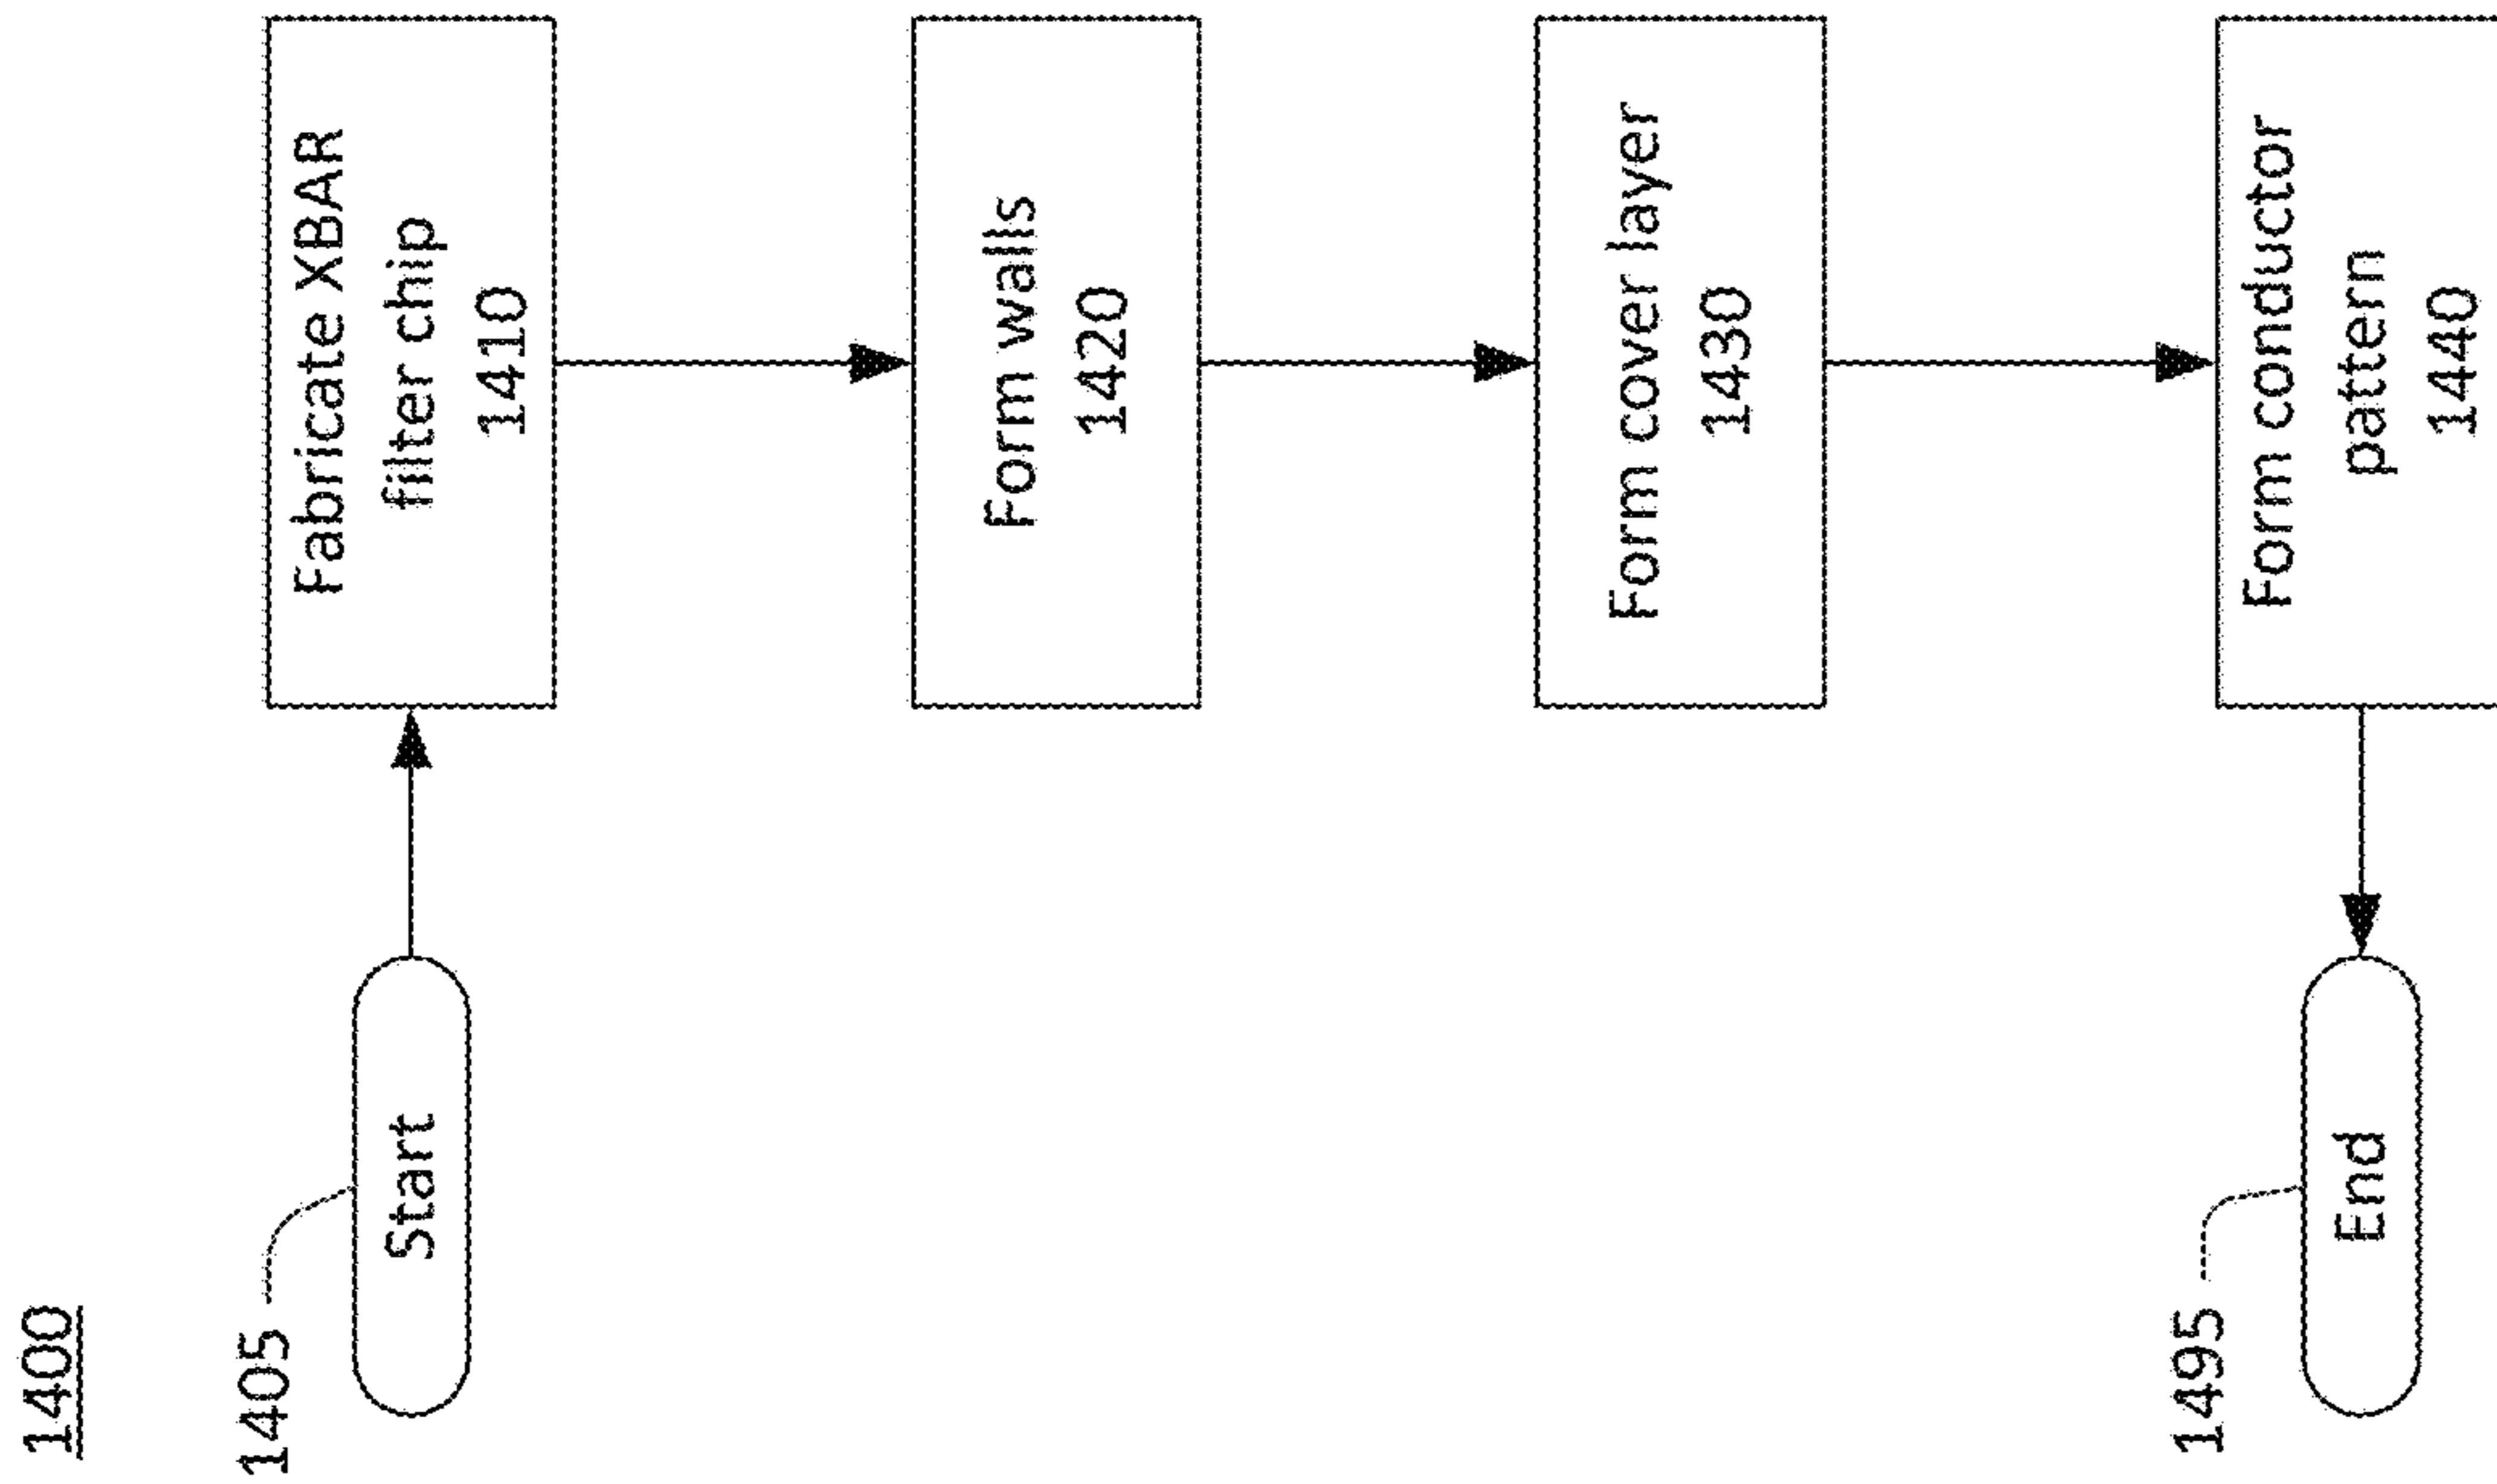 1400
1405
Start
Fabricate XBAR
filter chip
1410
Form walls
1420
Form cover layer
1430
Form conductor
pattern
1440
1495
End